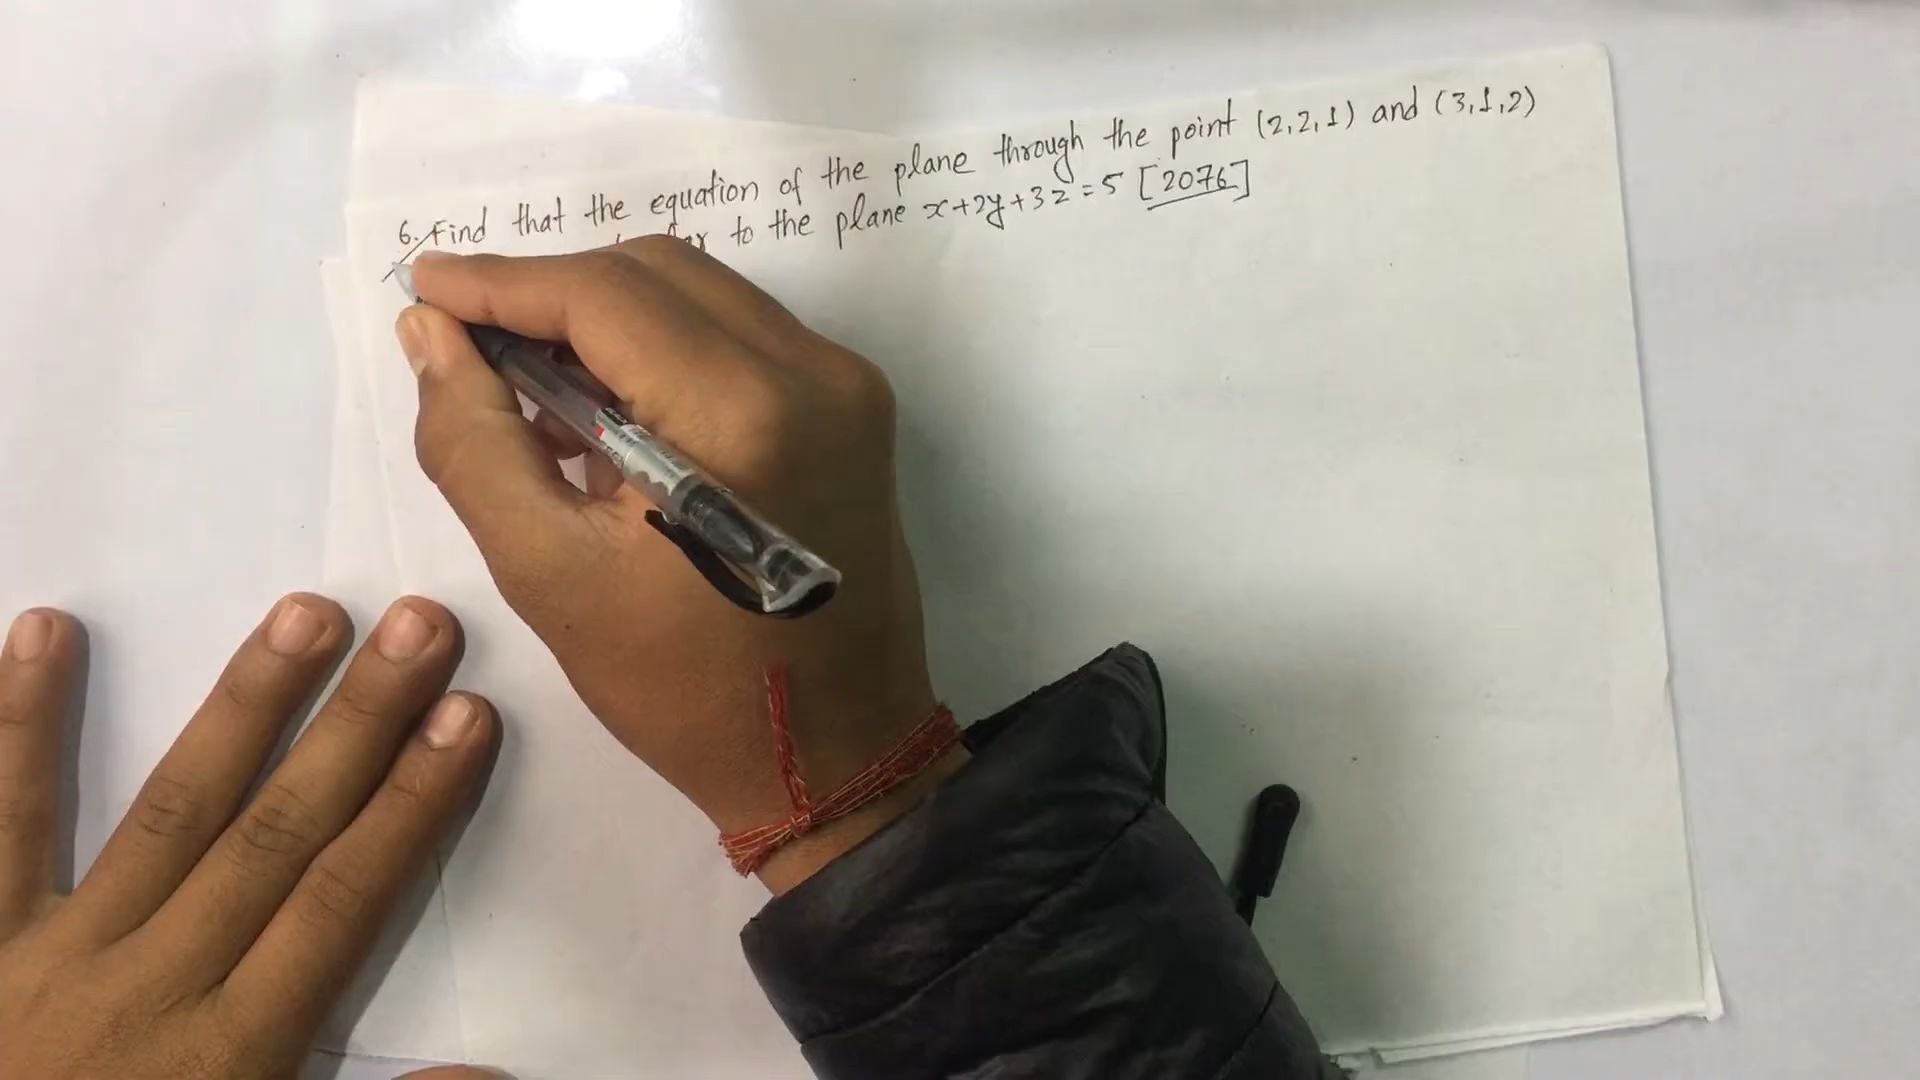 6. Find that the equation of the plane through the point (2,2,1) and (3,1,2)
to the plane x+2y+3z=5 [2076]